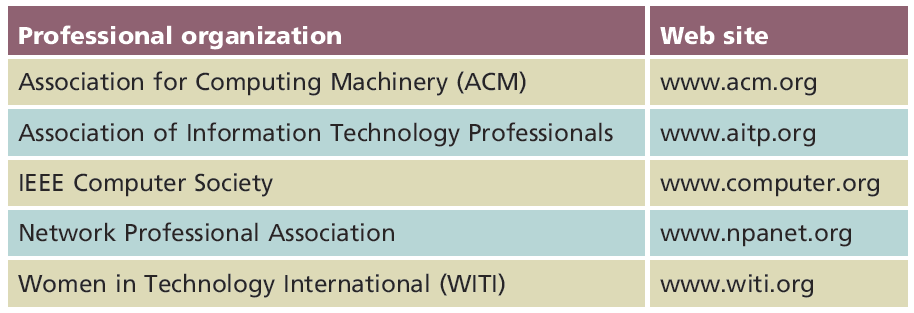 Professional organization Web site
Association for Computing Machinery (ACM) www.acm.org
Association of Information Technology Professionals www.aitp.org
IEEE Computer Society www.computer.org
Network Professional Association www.npanet.org
Women in Technology International (WITI) www.witi.org